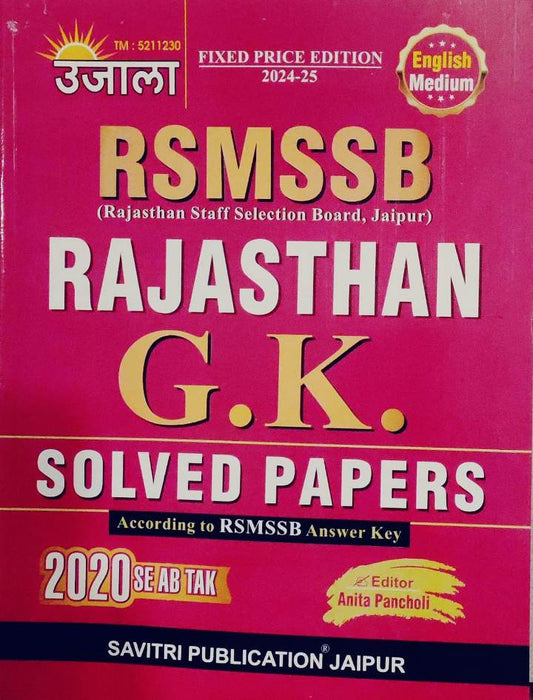 TM : 5211230
उजाला
FIXED PRICE EDITION
2024-25
English
Medium
RSMSSB
(Rajasthan Staff Selection Board, Jaipur)
RAJASTHAN
G.K.
SOLVED PAPERS
According to RSMSSB Answer Key
2020 SE AB TAK
Editor
Anita Pancholi
SAVITRI PUBLICATION® JAIPUR